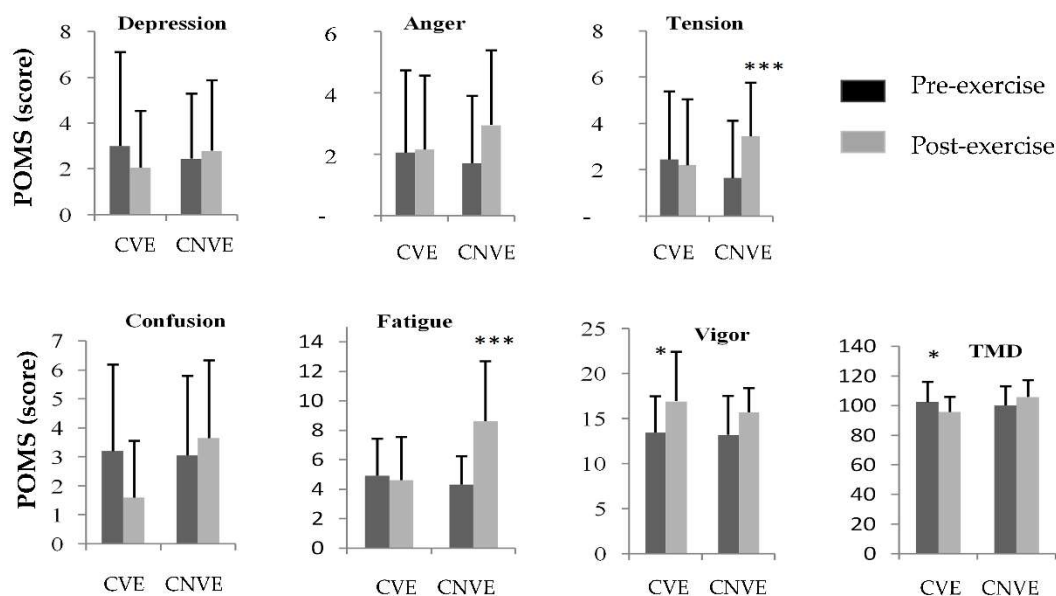 Depression
POMS (score)
8
6
4
2
0
CVE CNVE
Anger
6
4
2
-
CVE CNVE
Tension
8
6
4
2
-
***
CVE CNVE
Pre-exercise
Post-exercise
Confusion
POMS (score)
7
6
5
4
3
2
1
0
CVE CNVE
Fatigue
14
12
10
8
6
4
2
0
***
CVE CNVE
Vigor
25
20
15
10
5
0
*
CVE CNVE
TMD
140
120
100
80
60
40
20
0
*
CVE CNVE